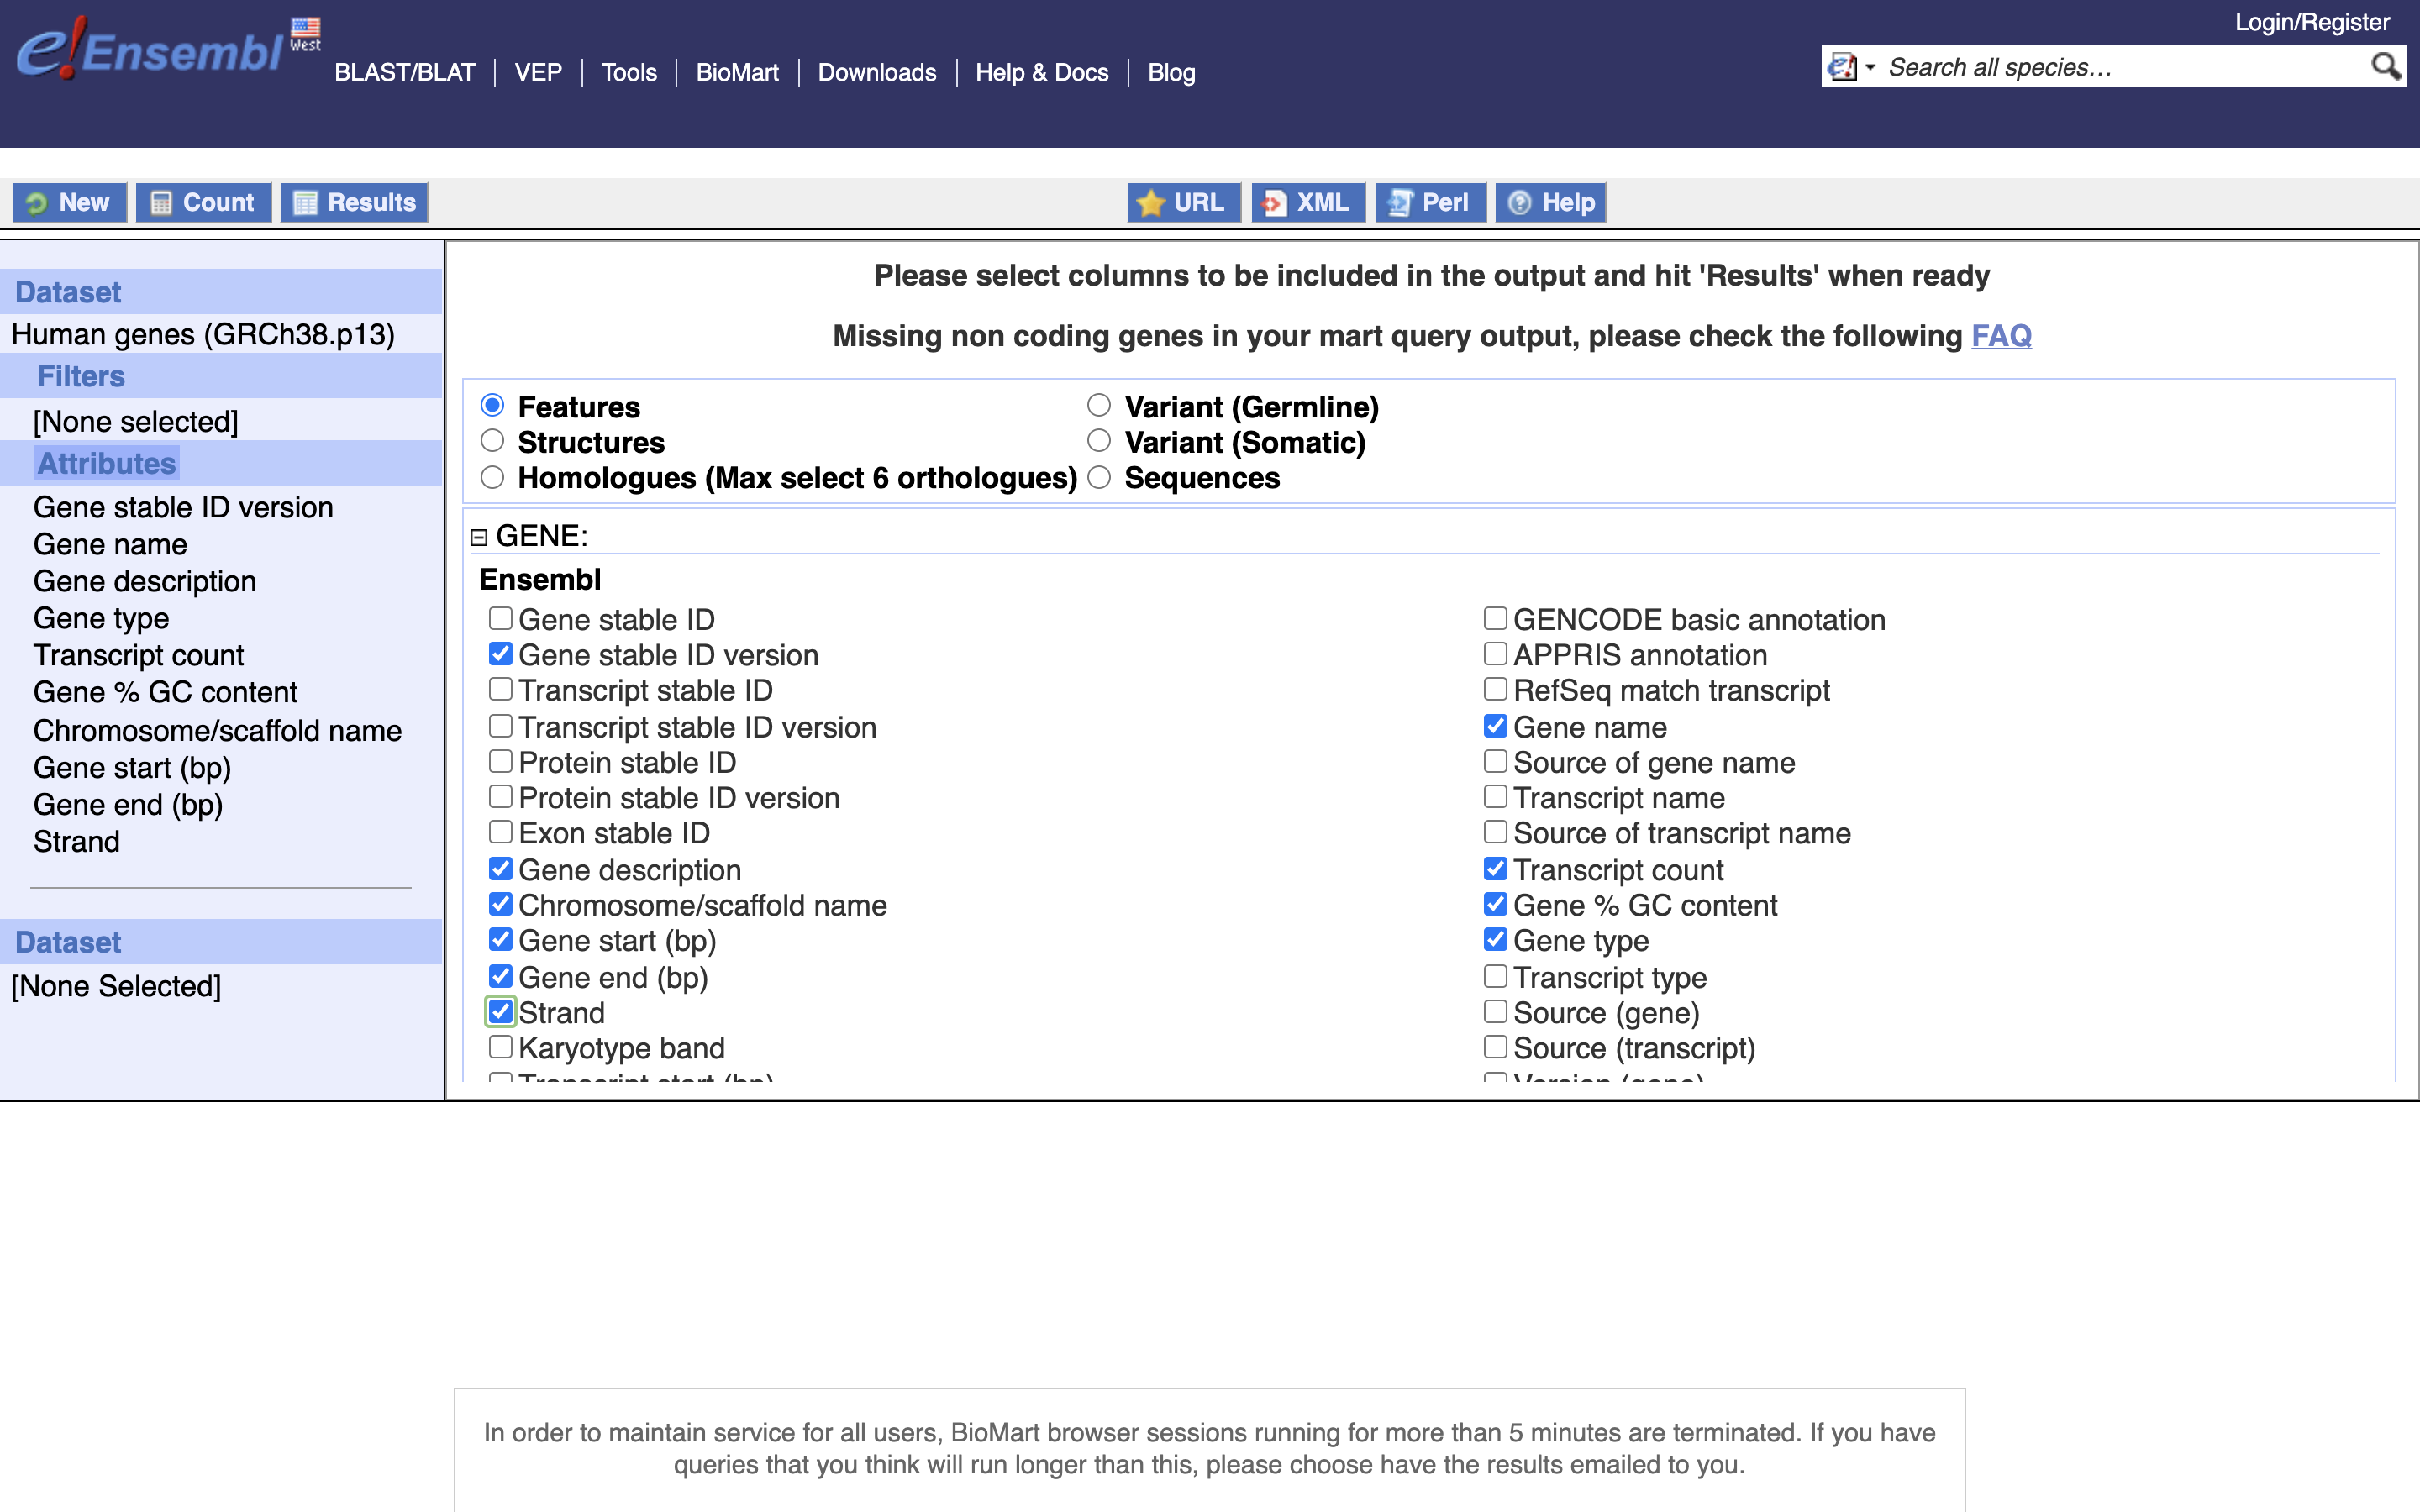 e!Ensembl West
Login/Register
BLAST/BLAT | VEP | Tools | BioMart | Downloads | Help & Docs | Blog
Search all species...
New Count Results URL XML Perl Help
Dataset
Human genes (GRCh38.p13)
Filters
[None selected]
Attributes
Gene stable ID version
Gene name
Gene description
Gene type
Transcript count
Gene % GC content
Chromosome/scaffold name
Gene start (bp)
Gene end (bp)
Strand
Dataset
[None Selected]
Please select columns to be included in the output and hit 'Results' when ready
Missing non coding genes in your mart query output, please check the following FAQ
Features
Structures
Homologues (Max select 6 orthologues)
Variant (Germline)
Variant (Somatic)
Sequences
GENE:
Ensembl
Gene stable ID
Gene stable ID version
Transcript stable ID
Transcript stable ID version
Protein stable ID
Protein stable ID version
Exon stable ID
Gene description
Chromosome/scaffold name
Gene start (bp)
Gene end (bp)
Strand
Karyotype band
Transcript start (bp)
GENCODE basic annotation
APPRIS annotation
RefSeq match transcript
Gene name
Source of gene name
Transcript name
Source of transcript name
Transcript count
Gene % GC content
Gene type
Transcript type
Source (gene)
Source (transcript)
Version (gene)
In order to maintain service for all users, BioMart browser sessions running for more than 5 minutes are terminated. If you have
queries that you think will run longer than this, please choose have the results emailed to you.